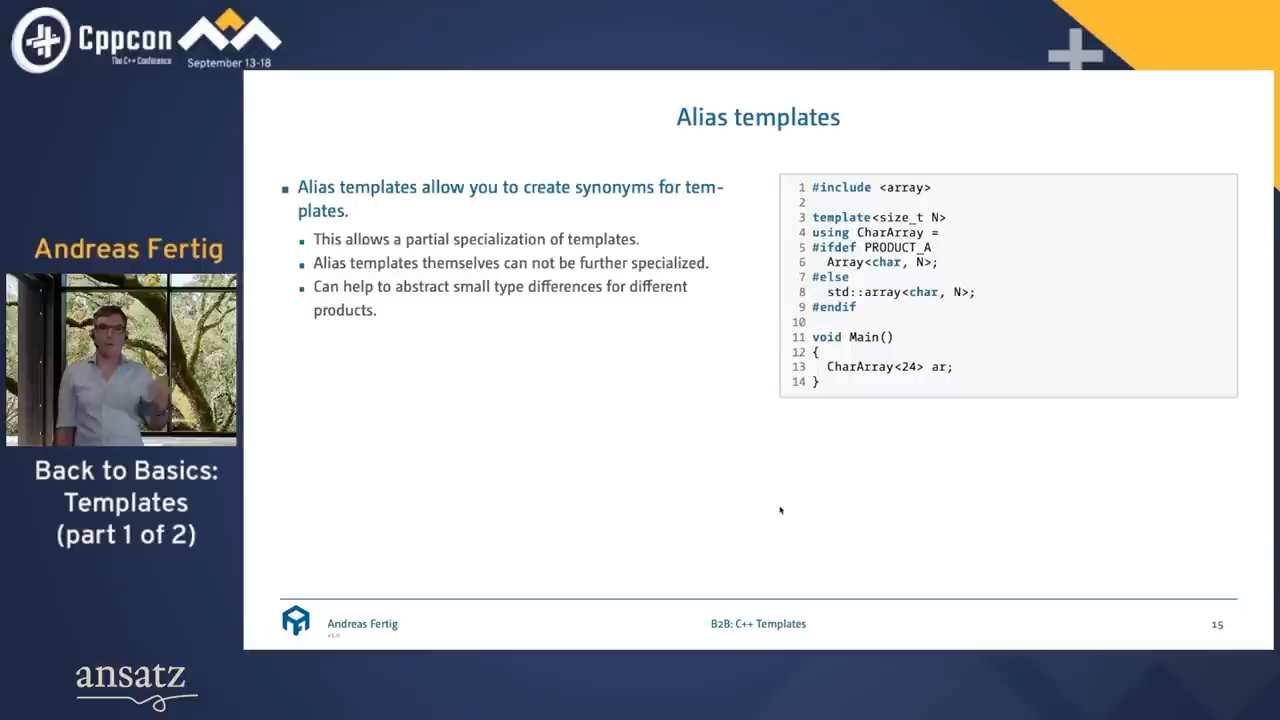 Cppcon
The C++ Conference
September 13-18
Andreas Fertig
Back to Basics:
Templates
(part 1 of 2)
ansatz
Alias templates
Alias templates allow you to create synonyms for tem-
plates.
This allows a partial specialization of templates.
Alias templates themselves can not be further specialized.
Can help to abstract small type differences for different
products.
1 #include <array>
2
3 template<size_t N>
4 using CharArray =
5 #ifdef PRODUCT_A
6   Array<char, N>;
7 #else
8   std::array<char, N>;
9 #endif
10
11 void Main()
12 {
13   CharArray<24> ar;
14 }
Andreas Fertig
B2B: C++ Templates
15